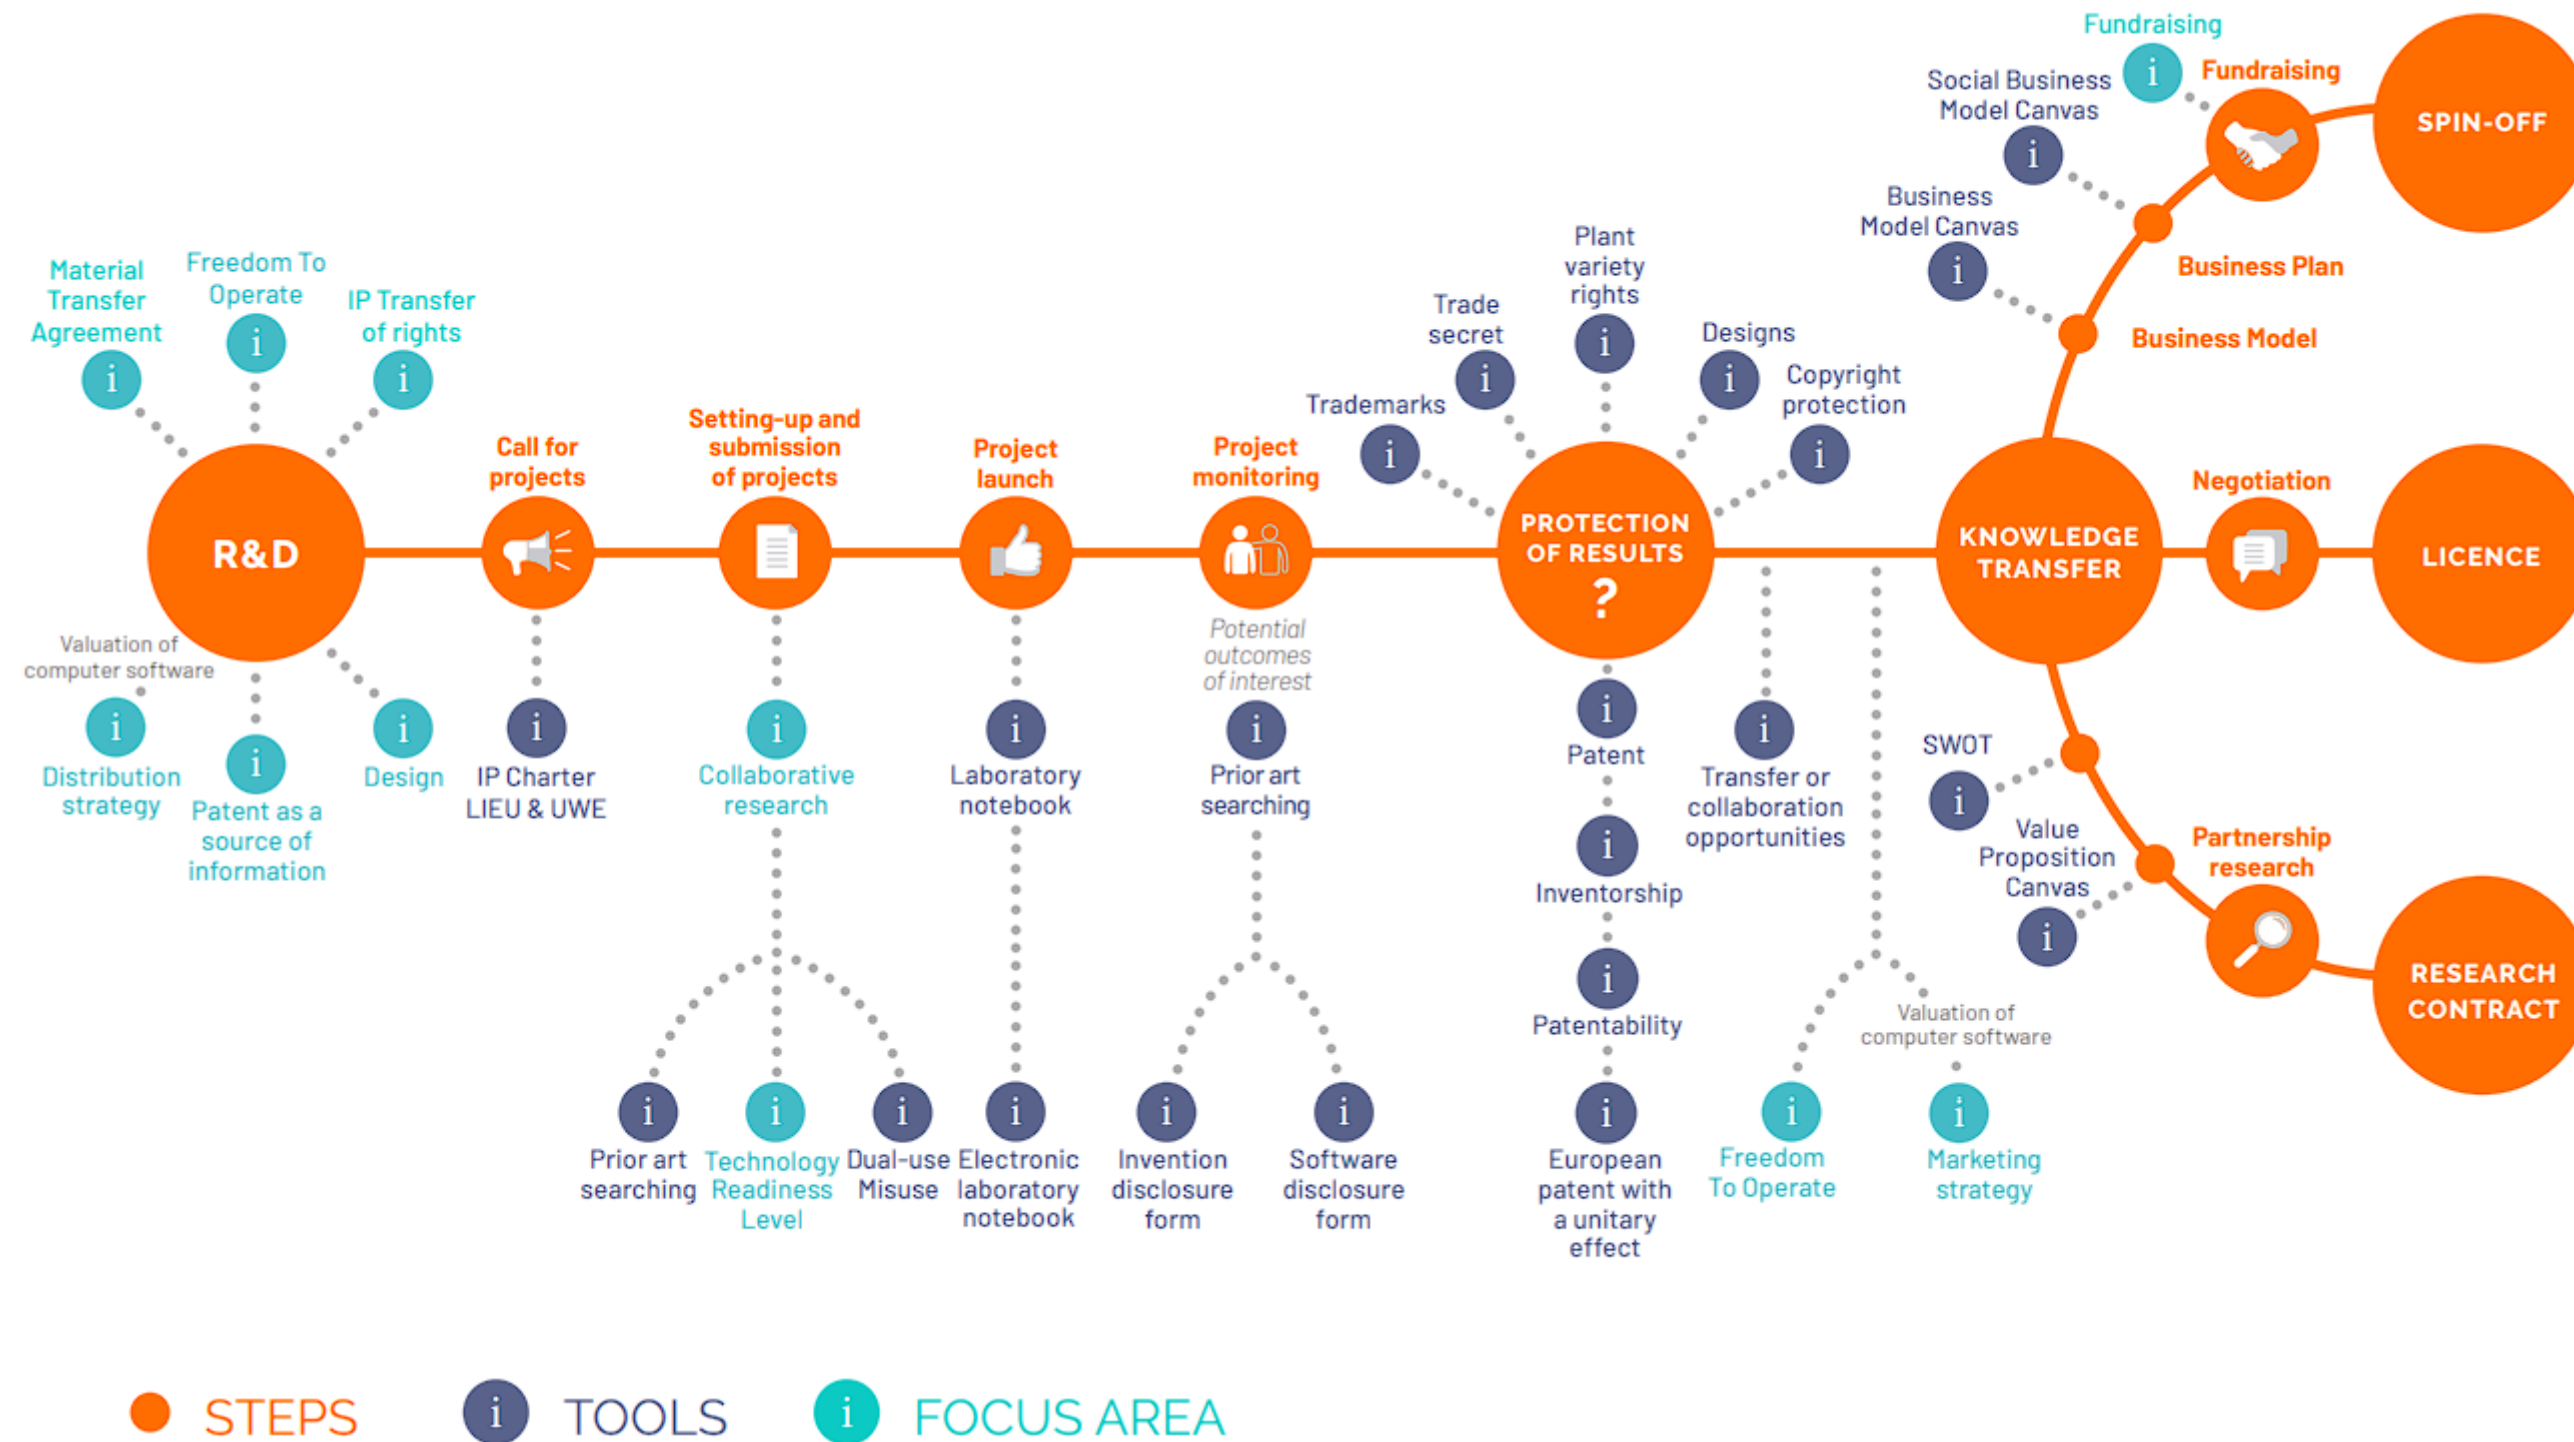 Fundraising
Fundraising
Social Business
Model Canvas
SPIN-OFF
Business
Model Canvas
Business Plan
Business Model
Material
Transfer
Agreement
i
Freedom To
Operate
i
IP Transfer
of rights
i
R&D
Valuation of
computer software
i
Distribution
strategy
i
Patent as a
source of
information
i
Design
Call for
projects
i
IP Charter
LIEU & UWE
Setting-up and
submission
of projects
i
Collaborative
research
i
Prior art
searching
i
Technology
Readiness
Level
i
Dual-use
Misuse
Project
launch
i
Laboratory
notebook
i
Electronic
laboratory
notebook
Project
monitoring
Potential
outcomes
of interest
i
Prior art
searching
i
Invention
disclosure
form
i
Software
disclosure
form
Trademarks
i
Trade
secret
i
Plant
variety
rights
i
Designs
i
Copyright
protection
i
PROTECTION
OF RESULTS
?
i
Patent
i
Inventorship
i
Patentability
i
European
patent with
a unitary
effect
i
Transfer or
collaboration
opportunities
i
Freedom
To Operate
Valuation of
computer software
i
Marketing
strategy
KNOWLEDGE
TRANSFER
i
i
i
Negotiation
LICENCE
SWOT
i
Value
Proposition
Canvas
i
Partnership
research
RESEARCH
CONTRACT
STEPS
i
TOOLS
i
FOCUS AREA